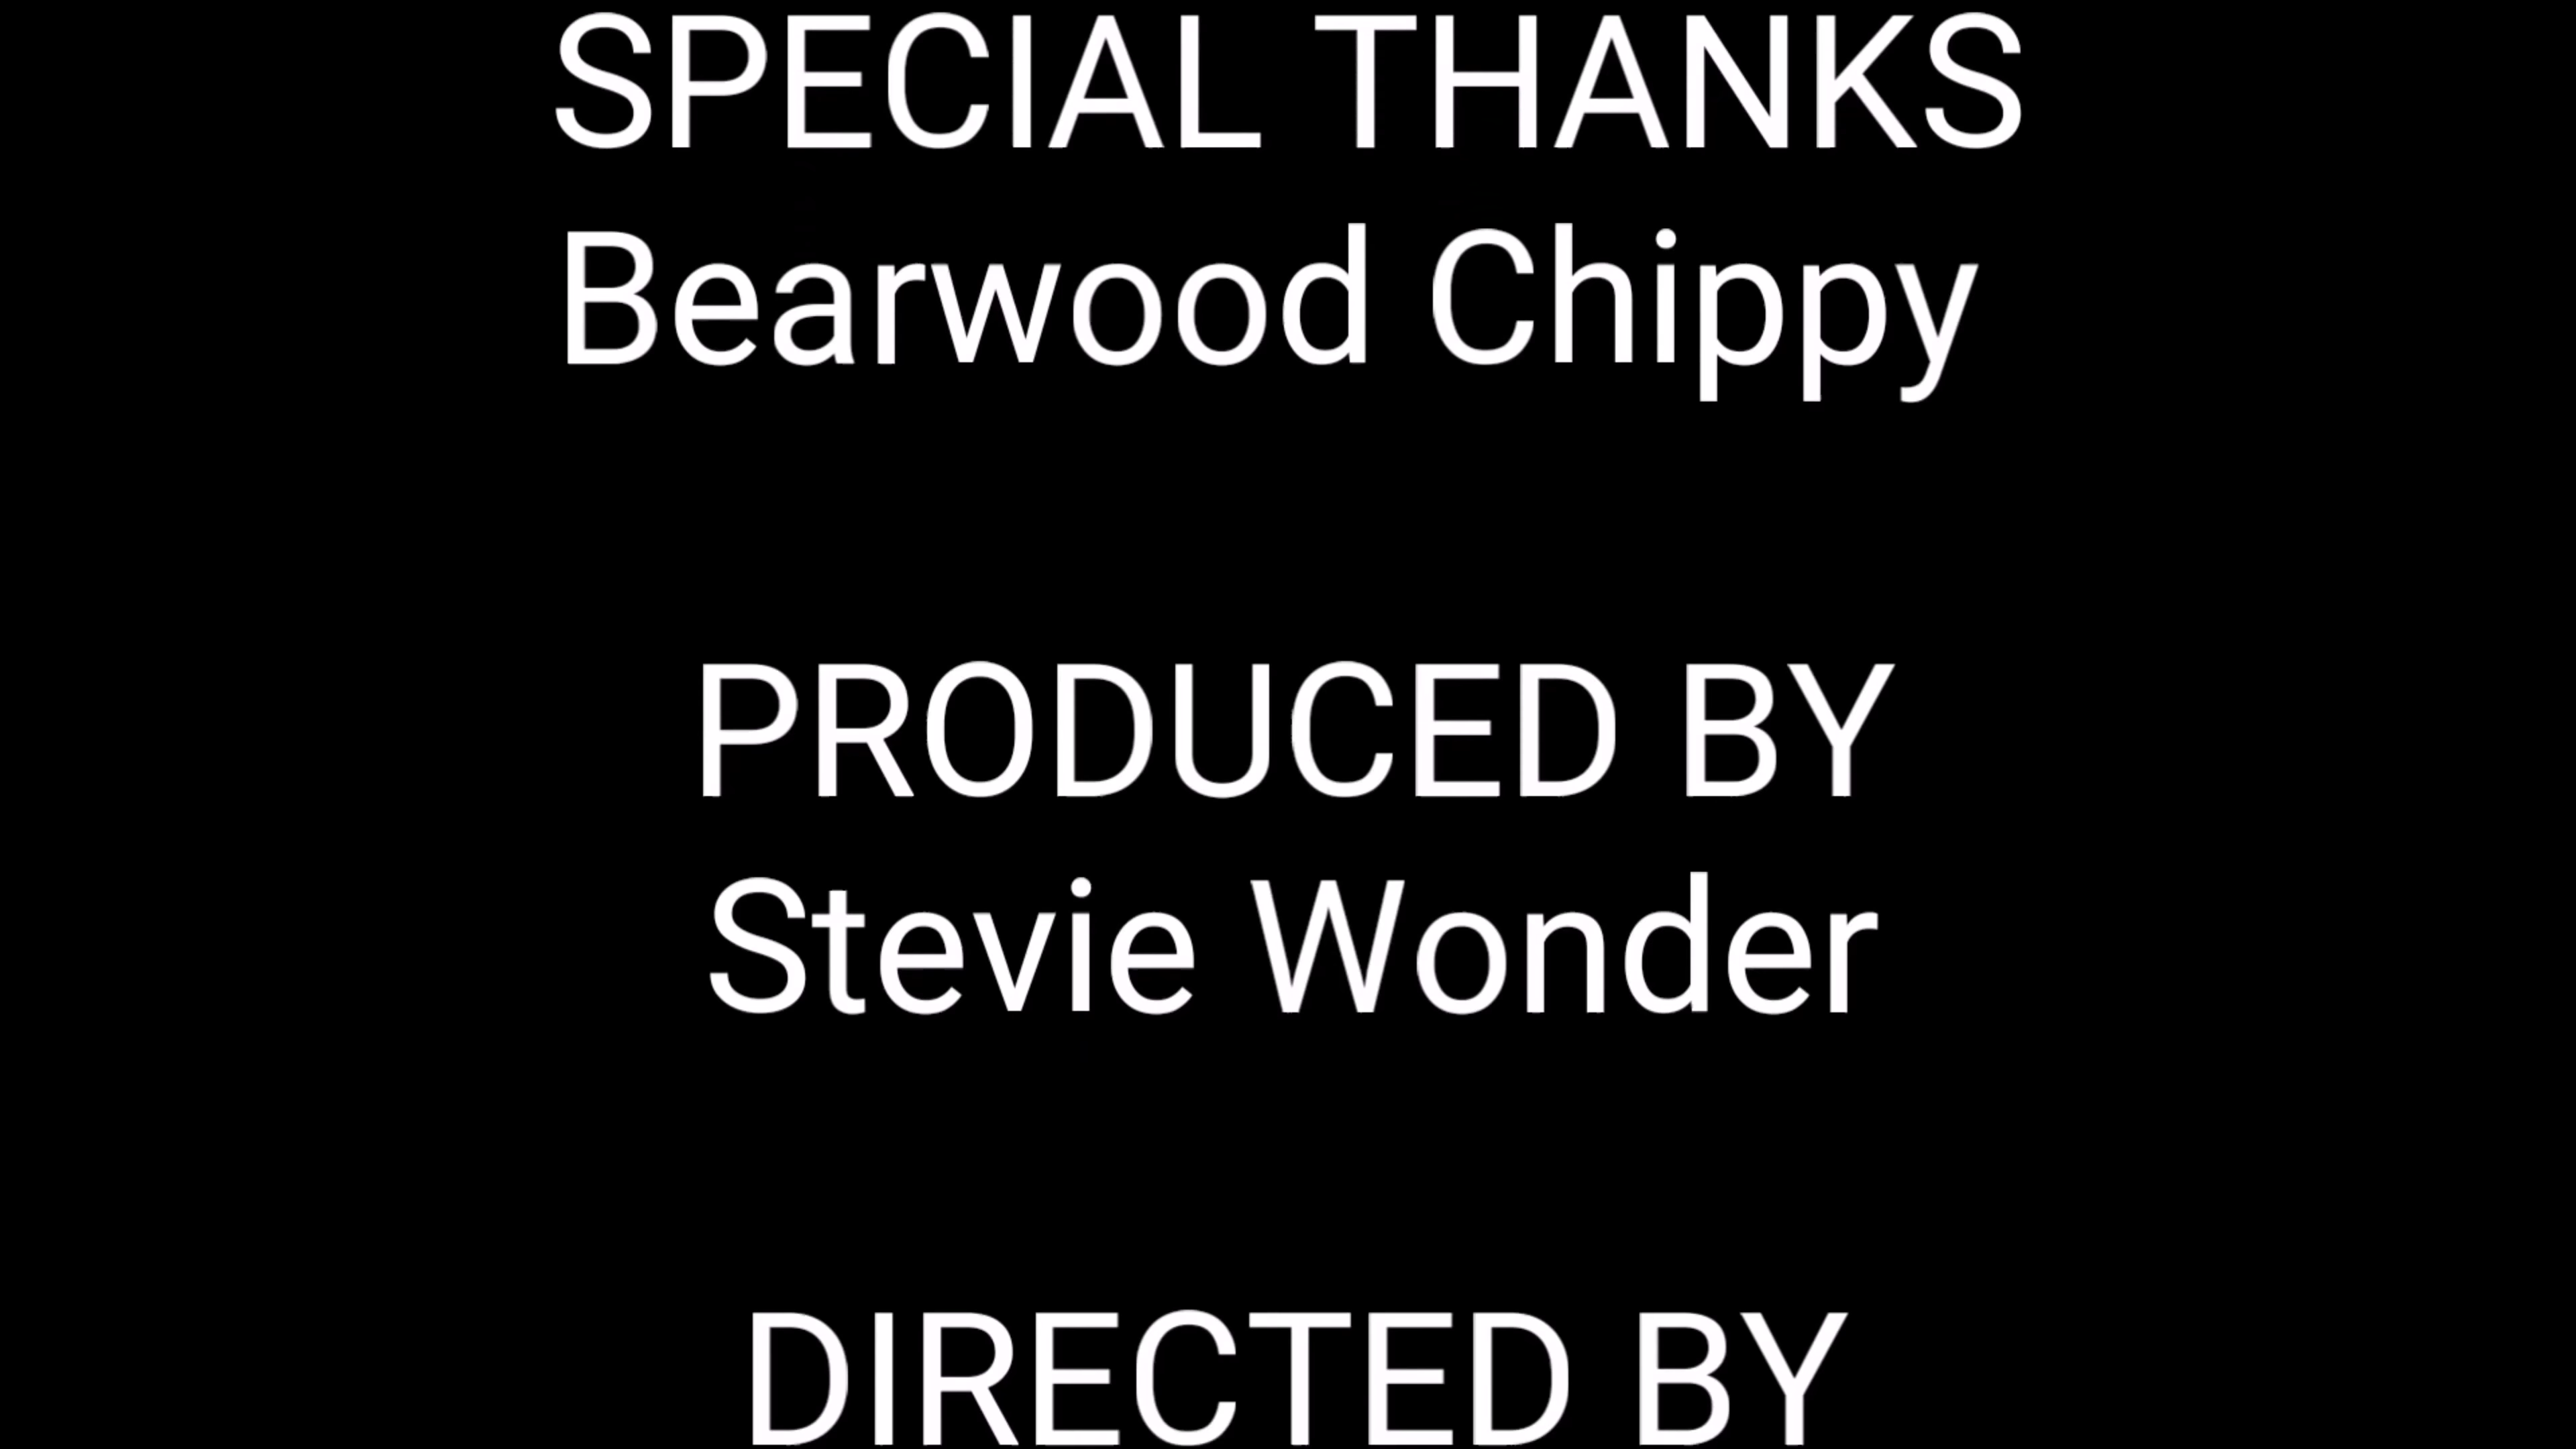 SPECIAL THANKS
Bearwood Chippy
PRODUCED BY
Stevie Wonder
DIRECTED BY